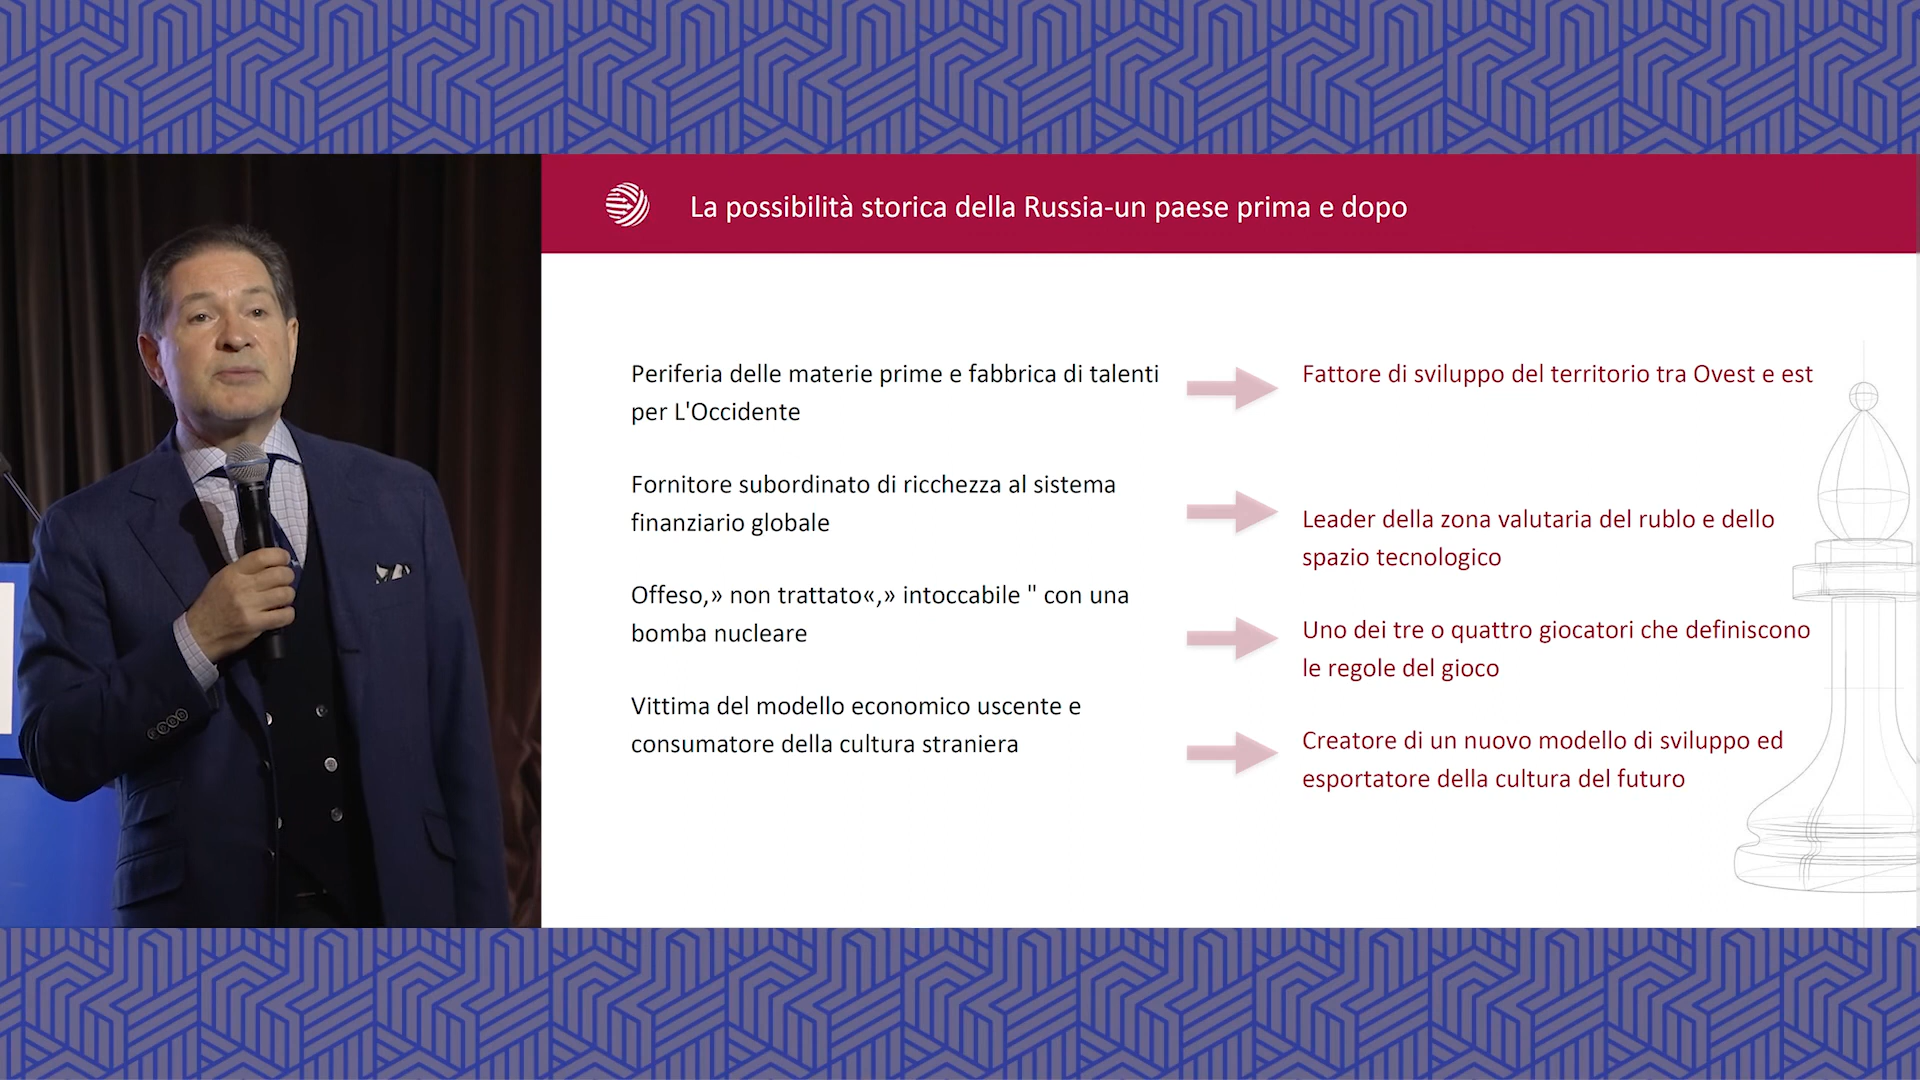 La possibilità storica della Russia-un paese prima e dopo
Periferia delle materie prime e fabbrica di talenti
per L'Occidente
Fattore di sviluppo del territorio tra Ovest e est
Fornitore subordinato di ricchezza al sistema
finanziario globale
Leader della zona valutaria del rublo e dello
spazio tecnologico
Offeso,» non trattato«,» intoccabile " con una
bomba nucleare
Uno dei tre o quattro giocatori che definiscono
le regole del gioco
Vittima del modello economico uscente e
consumatore della cultura straniera
Creatore di un nuovo modello di sviluppo ed
esportatore della cultura del futuro